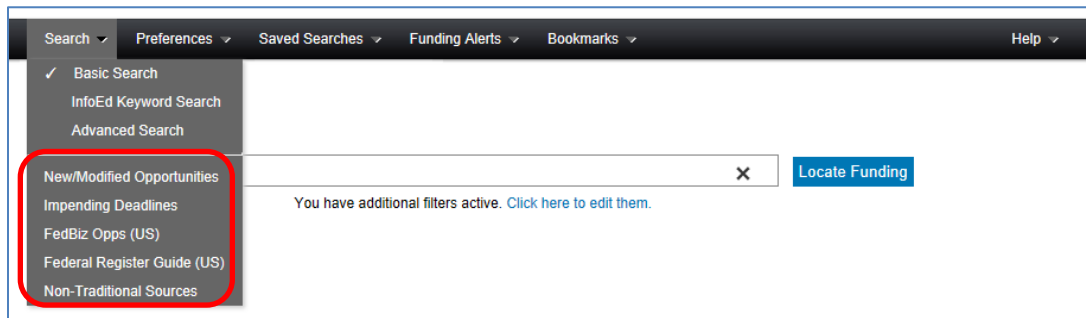 Search Preferences Saved Searches Funding Alerts Bookmarks Help
✓ Basic Search
InfoEd Keyword Search
Advanced Search
New/Modified Opportunities
Locate Funding
Impending Deadlines
You have additional filters active. Click here to edit them.
FedBiz Opps (US)
Federal Register Guide (US)
Non-Traditional Sources